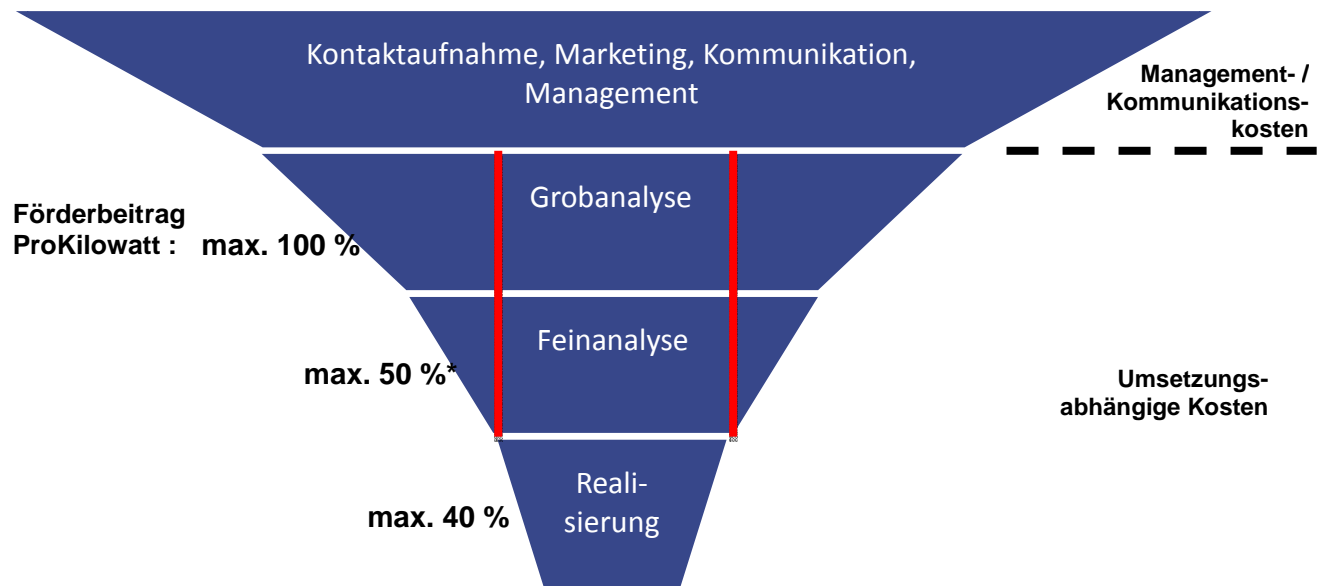 Kontaktaufnahme, Marketing, Kommunikation,
Management
Management- /
Kommunikations-
kosten
Grobanalyse
Förderbeitrag
ProKilowatt : max. 100 %
Feinanalyse
max. 50 %*
Umsetzungs-
abhängige Kosten
Reali-
sierung
max. 40 %